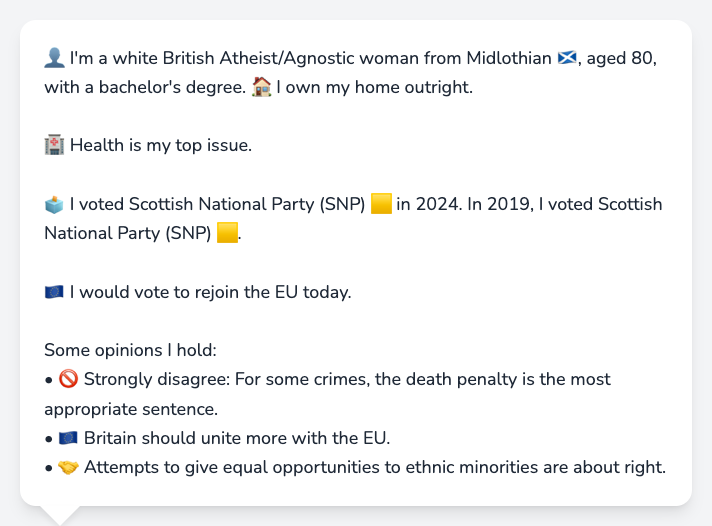 👤 I'm a white British Atheist/Agnostic woman from Midlothian 🏴󠁧󠁢󠁳󠁣󠁴󠁿, aged 80,
with a bachelor's degree. 🏠 I own my home outright.
🏥 Health is my top issue.
🗳️ I voted Scottish National Party (SNP) 🟨 in 2024. In 2019, I voted Scottish
National Party (SNP) 🟨.
🇪🇺 I would vote to rejoin the EU today.
Some opinions I hold:
• 🚫 Strongly disagree: For some crimes, the death penalty is the most
appropriate sentence.
• 🇪🇺 Britain should unite more with the EU.
• 🤝 Attempts to give equal opportunities to ethnic minorities are about right.